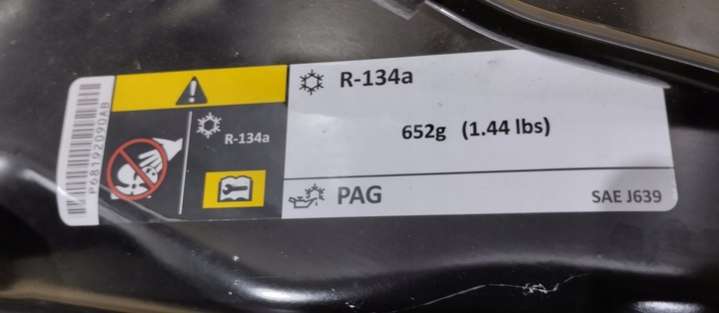 P68192090AB
R-134a
R-134a
652g (1.44 lbs)
PAG
SAE J639